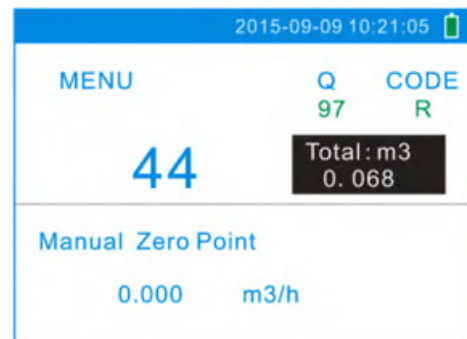 2015-09-09 10:21:05
MENU Q CODE
97 R
44
Total: m3
0.068
Manual Zero Point
0.000 m3/h